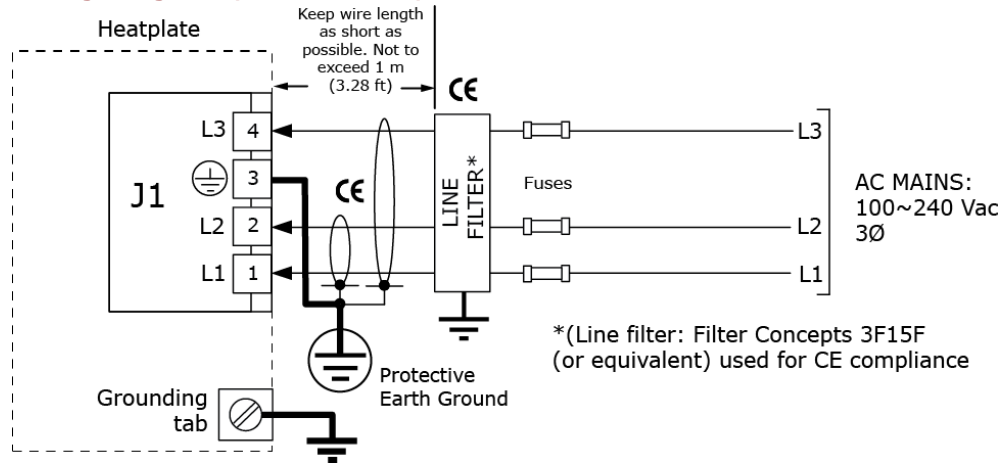 Keep wire length
as short as
possible. Not to
exceed 1 m
(3.28 ft)
Heatplate
CE
L3 4
3
J1
L2 2
L1 1
CE
LINE
FILTER*
Fuses
L3
L2
L1
AC MAINS:
100~240 Vac
3Ø
*(Line filter: Filter Concepts 3F15F
(or equivalent) used for CE compliance
Protective
Earth Ground
Grounding
tab